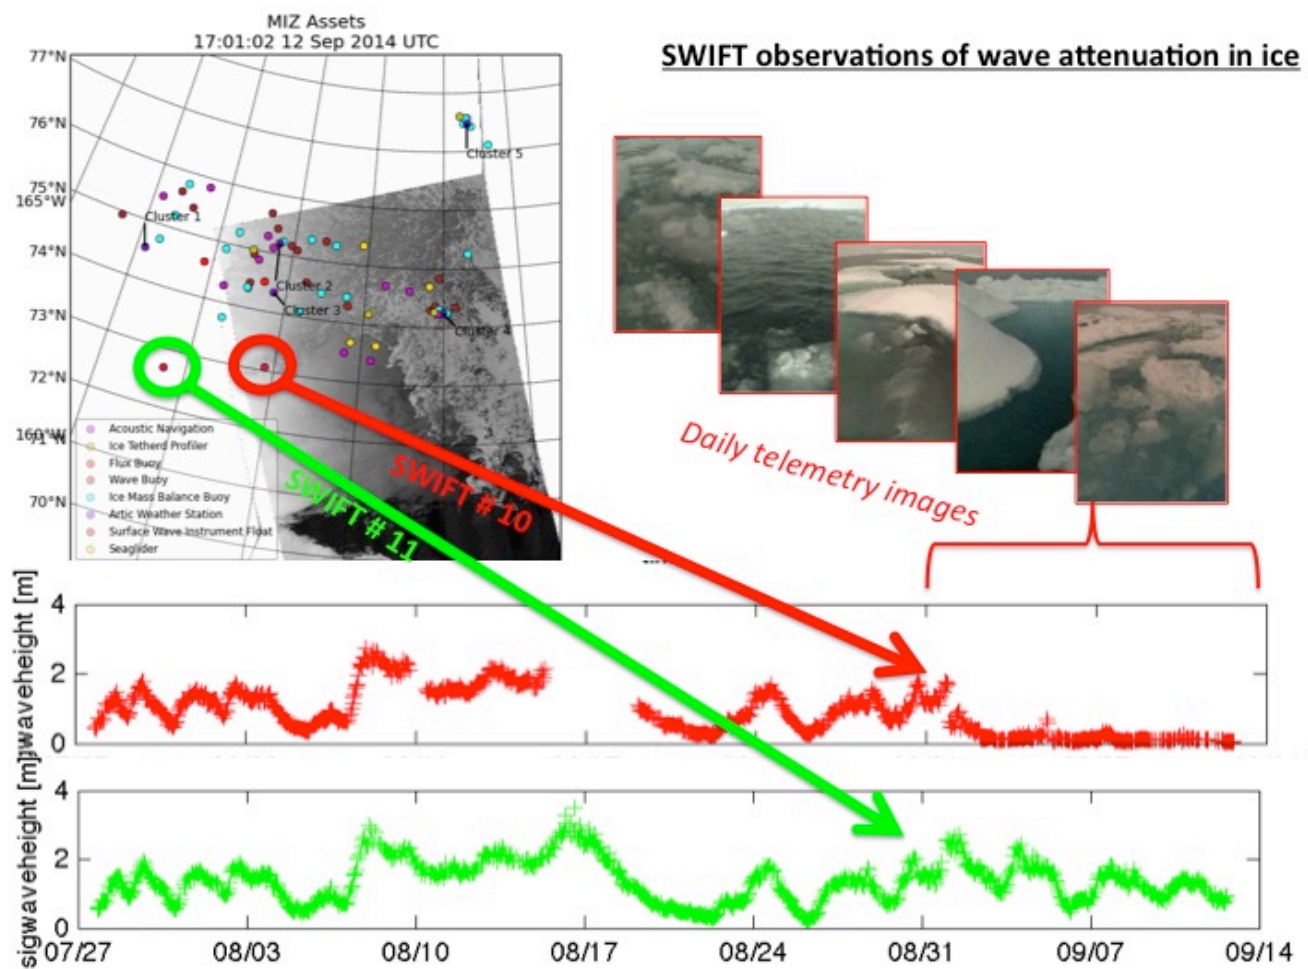 MIZ Assets
17:01:02 12 Sep 2014 UTC
SWIFT observations of wave attenuation in ice
77°N
76°N
75°N
165°W
74°N
73°N
72°N
160°W
70°N
Cluster 5
Cluster 1
Cluster 2
Cluster 3
Cluster 4
Acoustic Navigation
Ice Tetherd Profiler
Flux Buoy
Wave Buoy
Ice Mass Balance Buoy
Artic Weather Station
Surface Wave Instrument Float
Seaglider
SWIFT # 10
SWIFT # 11
Daily telemetry images
sigwaveheight [m]
4
2
0
sigwaveheight [m]
4
2
0
07/27 08/03 08/10 08/17 08/24 08/31 09/07 09/14